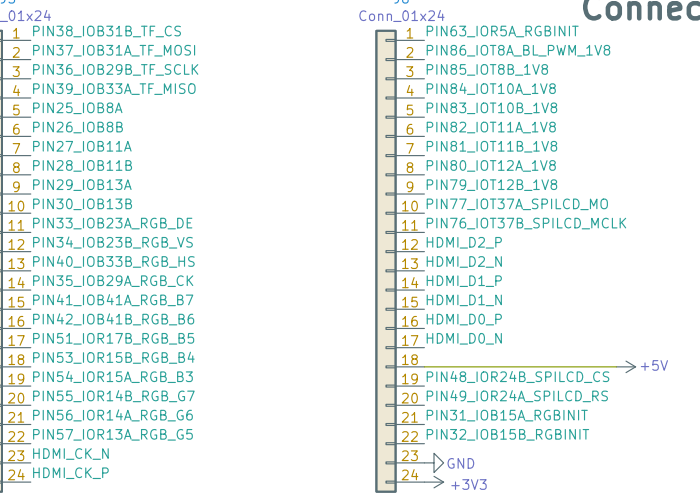 Connec
_01x24
1 PIN38_IOB31B_TF_CS
2 PIN37_IOB31A_TF_MOSI
3 PIN36_IOB29B_TF_SCLK
4 PIN39_IOB33A_TF_MISO
5 PIN25_IOB8A
6 PIN26_IOB8B
7 PIN27_IOB11A
8 PIN28_IOB11B
9 PIN29_IOB13A
10 PIN30_IOB13B
11 PIN33_IOB23A_RGB_DE
12 PIN34_IOB23B_RGB_VS
13 PIN40_IOB33B_RGB_HS
14 PIN35_IOB29A_RGB_CK
15 PIN41_IOB41A_RGB_B7
16 PIN42_IOB41B_RGB_B6
17 PIN51_IOR17B_RGB_B5
18 PIN53_IOR15B_RGB_B4
19 PIN54_IOR15A_RGB_B3
20 PIN55_IOR14B_RGB_G7
21 PIN56_IOR14A_RGB_G6
22 PIN57_IOR13A_RGB_G5
23 HDMI_CK_N
24 HDMI_CK_P
Conn_01x24
1 PIN63_IOR5A_RGBINIT
2 PIN86_IOT8A_BL_PWM_1V8
3 PIN85_IOT8B_1V8
4 PIN84_IOT10A_1V8
5 PIN83_IOT10B_1V8
6 PIN82_IOT11A_1V8
7 PIN81_IOT11B_1V8
8 PIN80_IOT12A_1V8
9 PIN79_IOT12B_1V8
10 PIN77_IOT37A_SPILCD_MO
11 PIN76_IOT37B_SPILCD_MCLK
12 HDMI_D2_P
13 HDMI_D2_N
14 HDMI_D1_P
15 HDMI_D1_N
16 HDMI_D0_P
17 HDMI_D0_N
18 +5V
19 PIN48_IOR24B_SPILCD_CS
20 PIN49_IOR24A_SPILCD_RS
21 PIN31_IOB15A_RGBINIT
22 PIN32_IOB15B_RGBINIT
23 GND
24 +3V3